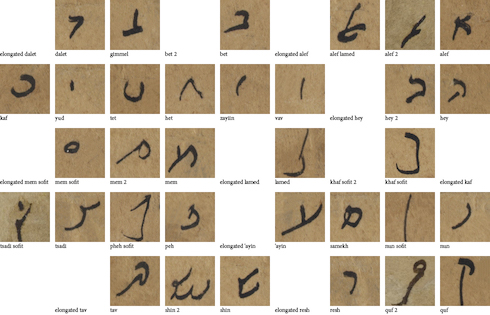 elongated dalet dalet gimmel bet 2 bet elongated alef alef lamed alef 2 alef
kaf yud tet het zayiin vav elongated hey hey 2 hey
elongated mem sofit mem sofit mem 2 mem elongated lamed lamed khaf sofit 2 khaf sofit elongated kaf
tsadi sofit tsadi pheh sofit peh elongated 'ayin 'ayin samekh nun sofit nun
elongated tav tav shin 2 shin elongated resh resh quf 2 quf